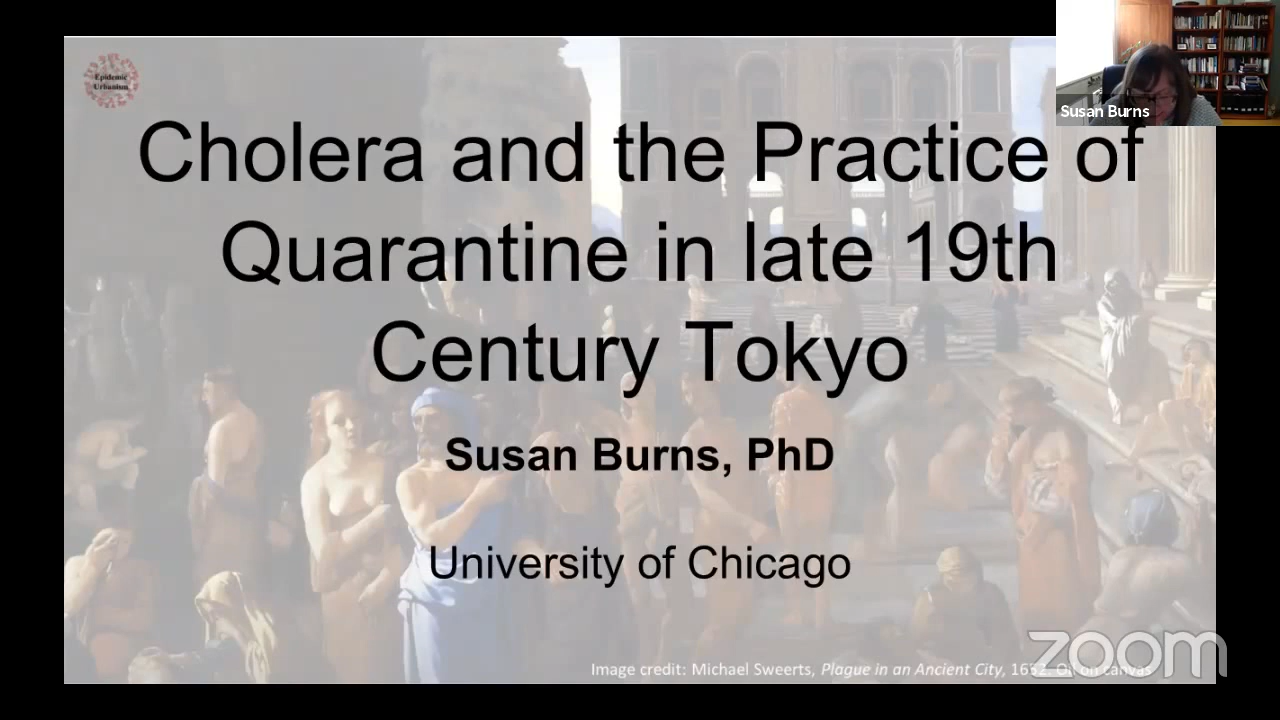 Epidemic
Urbanism
Susan Burns
Cholera and the Practice of
Quarantine in late 19th
Century Tokyo
Susan Burns, PhD
University of Chicago
Image credit: Michael Sweerts, Plague in an Ancient City, 1652. Oil on canvas
zoom